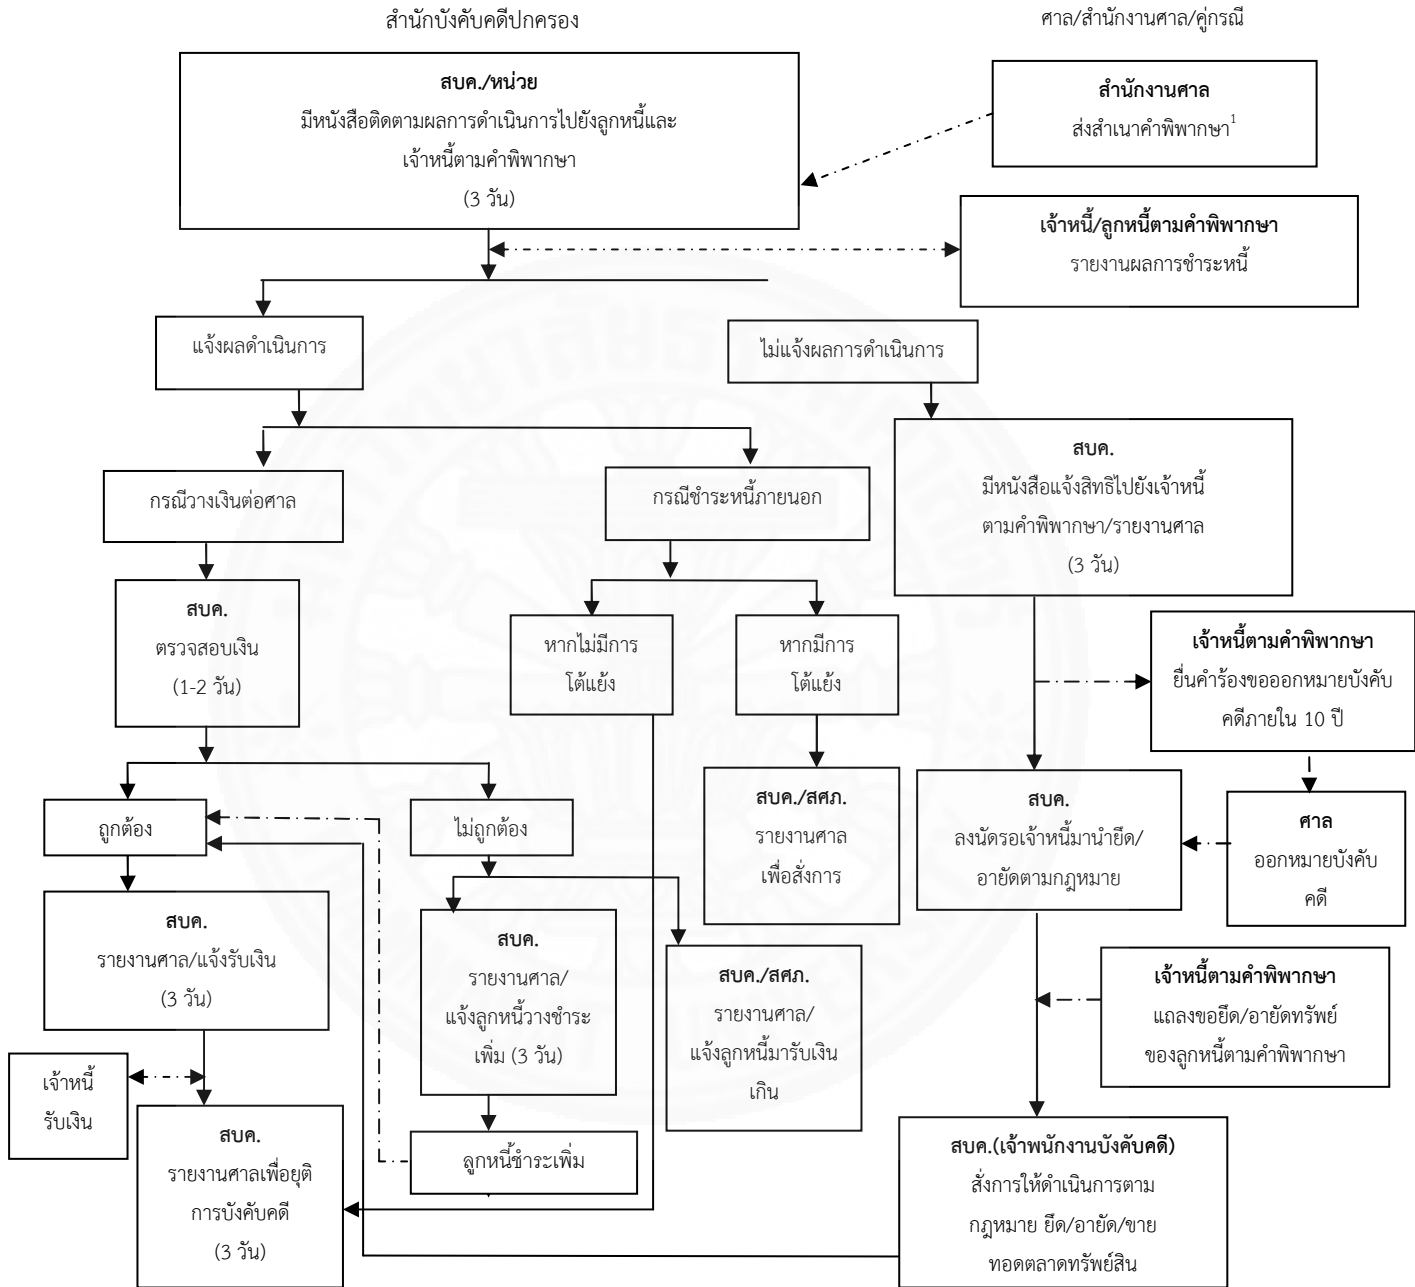 สำนักบังคับคดีปกครอง
ศาล/สำนักงานศาล/คู่กรณี
สบค./หน่วย
มีหนังสือติดตามผลการดำเนินการไปยังลูกหนี้และ
เจ้าหนี้ตามคำพิพากษา
(3 วัน)
สำนักงานศาล
ส่งสำเนาคำพิพากษา1
เจ้าหนี้/ลูกหนี้ตามคำพิพากษา
รายงานผลการชำระหนี้
แจ้งผลดำเนินการ
ไม่แจ้งผลการดำเนินการ
กรณีวางเงินต่อศาล
กรณีชำระหนี้ภายนอก
สบค.
มีหนังสือแจ้งสิทธิไปยังเจ้าหนี้
ตามคำพิพากษา/รายงานศาล
(3 วัน)
สบค.
ตรวจสอบเงิน
(1-2 วัน)
หากไม่มีการ
โต้แย้ง
หากมีการ
โต้แย้ง
เจ้าหนี้ตามคำพิพากษา
ยื่นคำร้องขอออกหมายบังคับ
คดีภายใน 10 ปี
ถูกต้อง
ไม่ถูกต้อง
สบค./สศภ.
รายงานศาล
เพื่อสั่งการ
สบค.
ลงนัดรอเจ้าหนี้มานำยึด/
อายัดตามกฎหมาย
ศาล
ออกหมายบังคับ
คดี
สบค.
รายงานศาล/แจ้งรับเงิน
(3 วัน)
สบค.
รายงานศาล/
แจ้งลูกหนี้วางชำระ
เพิ่ม (3 วัน)
สบค./สศภ.
รายงานศาล/
แจ้งลูกหนี้มารับเงิน
เกิน
เจ้าหนี้ตามคำพิพากษา
แถลงขอยึด/อายัดทรัพย์
ของลูกหนี้ตามคำพิพากษา
เจ้าหนี้
รับเงิน
สบค.
รายงานศาลเพื่อยุติ
การบังคับคดี
(3 วัน)
ลูกหนี้ชำระเพิ่ม
สบค.(เจ้าพนักงานบังคับคดี)
สั่งการให้ดำเนินการตาม
กฎหมาย ยึด/อายัด/ขาย
ทอดตลาดทรัพย์สิน